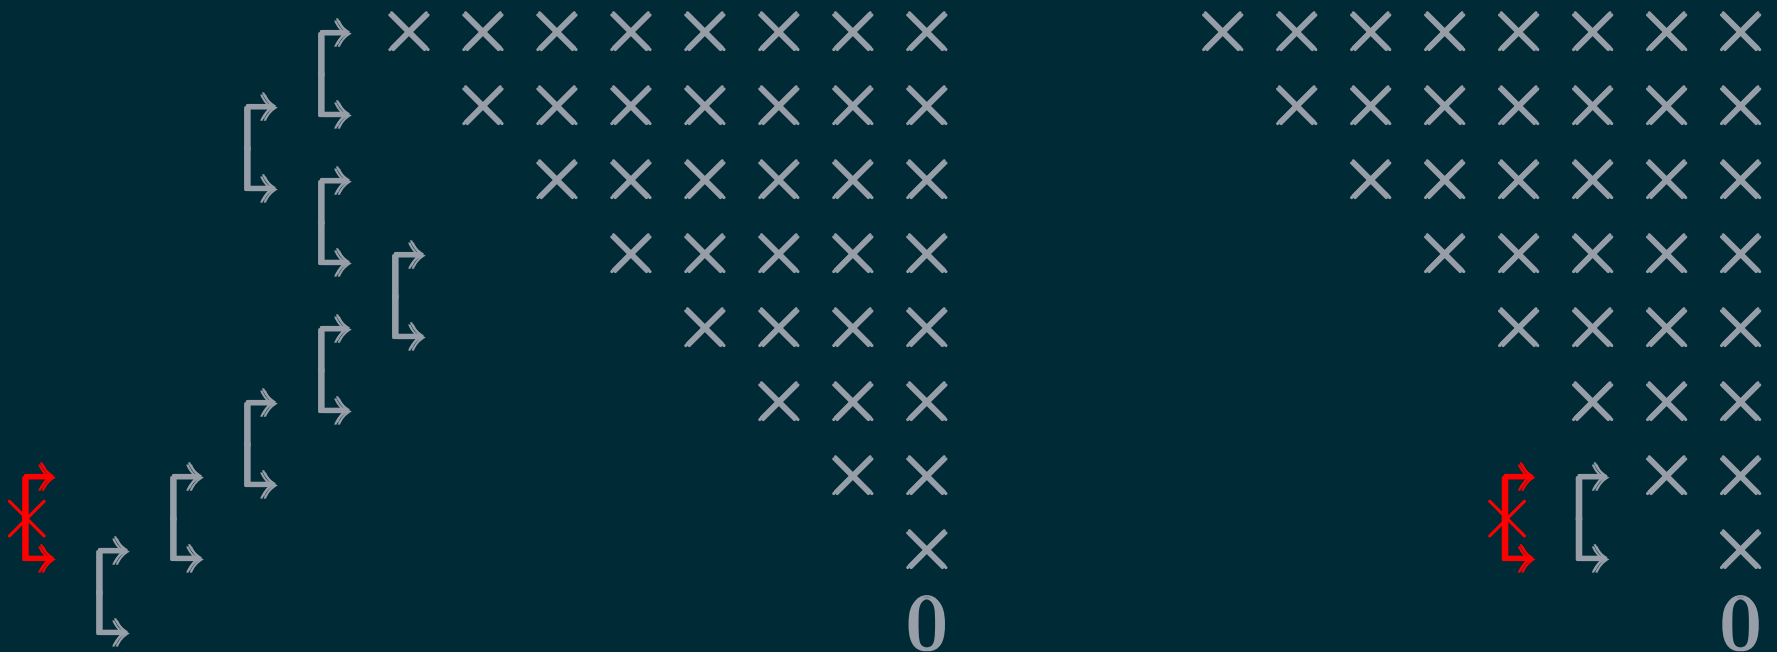 × × × × × × × × × × × × × × × ×
× × × × × × × × × × × × × ×
× × × × × × × × × × × ×
× × × × × × × × × ×
× × × × × × × ×
× × × × × ×
× × × ×
× ×
0 0